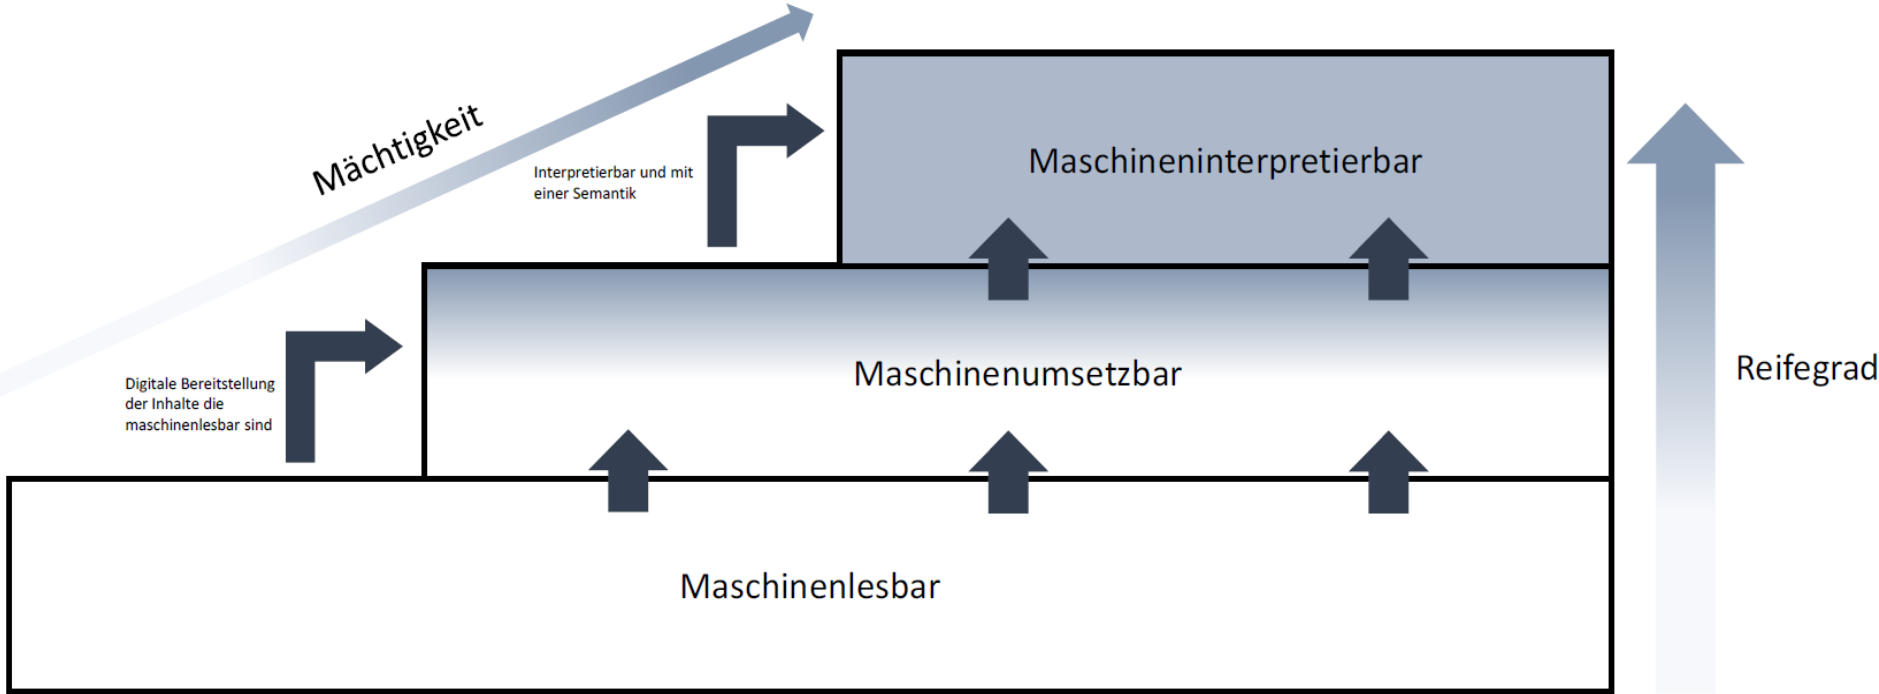 Mächtigkeit
Interpretierbar und mit
einer Semantik
Maschineninterpretierbar
Digitale Bereitstellung
der Inhalte die
maschinenlesbar sind
Maschinenumsetzbar
Reifegrad
Maschinenlesbar